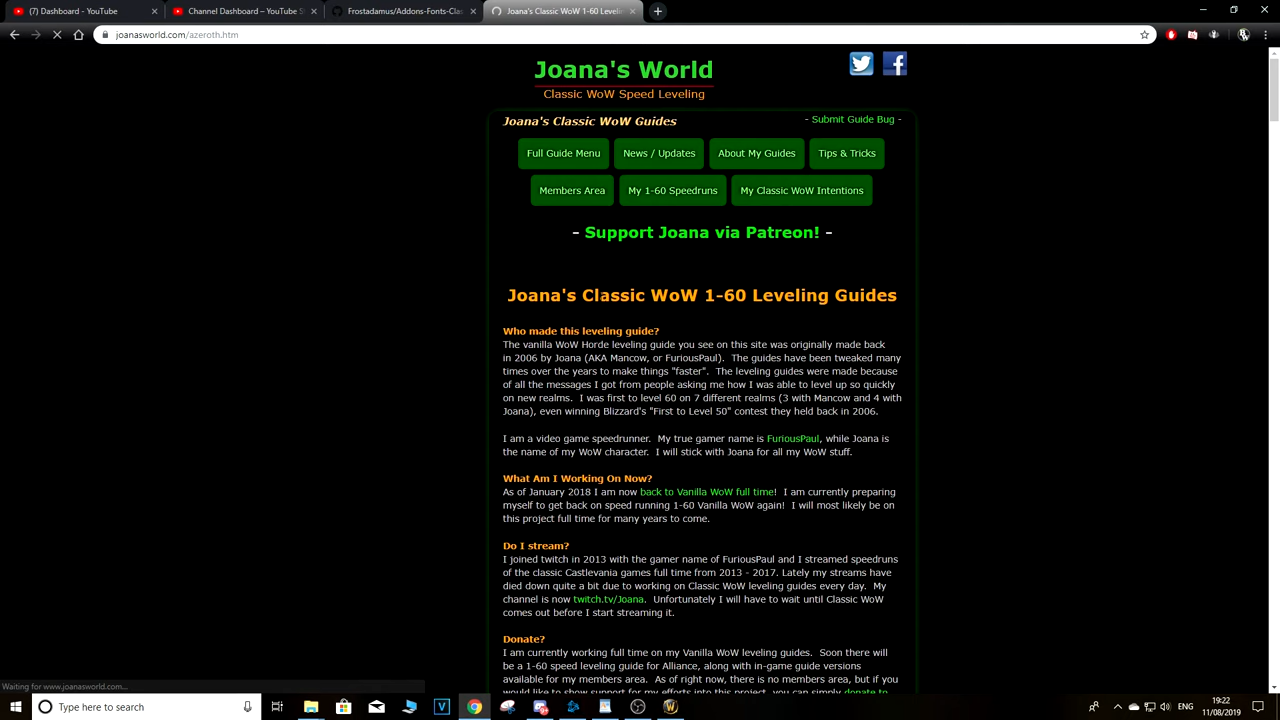 (7) Dashboard - YouTube
Channel Dashboard – YouTube S
Frostadamus/Addons-Fonts-Cla
Joana's Classic WoW 1-60 Levelin
joanasworld.com/azeroth.htm
Joana's World
Classic WoW Speed Leveling
Joana's Classic WoW Guides
- Submit Guide Bug -
Full Guide Menu
News / Updates
About My Guides
Tips & Tricks
Members Area
My 1-60 Speedruns
My Classic WoW Intentions
- Support Joana via Patreon! -
Joana's Classic WoW 1-60 Leveling Guides
Who made this leveling guide?
The vanilla WoW Horde leveling guide you see on this site was originally made back
in 2006 by Joana (AKA Mancow, or FuriousPaul). The guides have been tweaked many
times over the years to make things "faster". The leveling guides were made because
of all the messages I got from people asking me how I was able to level up so quickly
on new realms. I was first to level 60 on 7 different realms (3 with Mancow and 4 with
Joana), even winning Blizzard's "First to Level 50" contest they held back in 2006.
I am a video game speedrunner. My true gamer name is FuriousPaul, while Joana is
the name of my WoW character. I will stick with Joana for all my WoW stuff.
What Am I Working On Now?
As of January 2018 I am now back to Vanilla WoW full time! I am currently preparing
myself to get back on speed running 1-60 Vanilla WoW again! I will most likely be on
this project full time for many years to come.
Do I stream?
I joined twitch in 2013 with the gamer name of FuriousPaul and I streamed speedruns
of the classic Castlevania games full time from 2013 - 2017. Lately my streams have
died down quite a bit due to working on Classic WoW leveling guides every day. My
channel is now twitch.tv/Joana. Unfortunately I will have to wait until Classic WoW
comes out before I start streaming it.
Donate?
I am currently working full time on my Vanilla WoW leveling guides. Soon there will
be a 1-60 speed leveling guide for Alliance, along with in-game guide versions
available for my members area. As of right now, there is no members area, but if you
would like to show support for my efforts into this project, you can simply donate to
Waiting for www.joanasworld.com...
Type here to search
19:22
11/08/2019